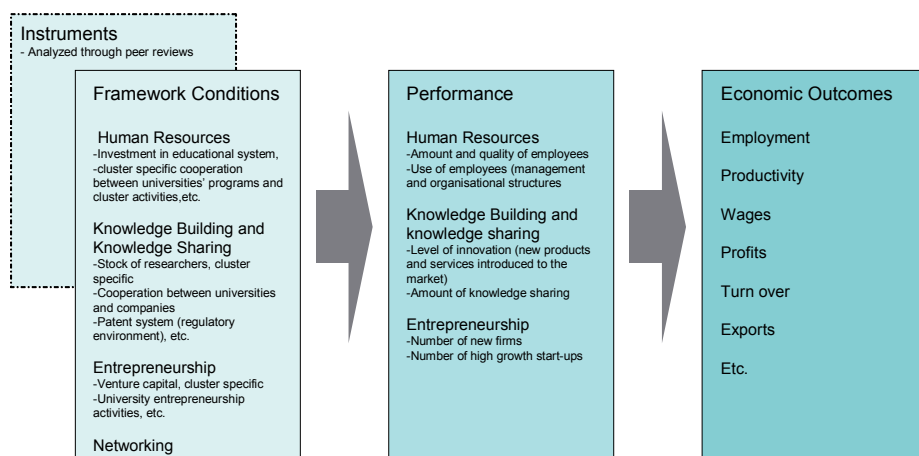 Instruments
- Analyzed through peer reviews
Framework Conditions
Human Resources
-Investment in educational system,
-cluster specific cooperation
between universities' programs and
cluster activities,etc.
Knowledge Building and
Knowledge Sharing
-Stock of researchers, cluster
specific
-Cooperation between universities
and companies
-Patent system (regulatory
environment), etc.
Entrepreneurship
-Venture capital, cluster specific
-University entrepreneurship
activities, etc.
Networking
Performance
Human Resources
-Amount and quality of employees
-Use of employees (management
and organisational structures
Knowledge Building and
knowledge sharing
-Level of innovation (new products
and services introduced to the
market)
-Amount of knowledge sharing
Entrepreneurship
-Number of new firms
-Number of high growth start-ups
Economic Outcomes
Employment
Productivity
Wages
Profits
Turn over
Exports
Etc.